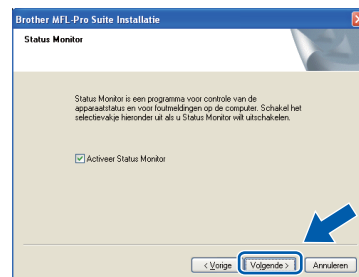 Brother MFL-Pro Suite Installatie
Status Monitor
Status Monitor is een programma voor controle van de
apparaatstatus en voor foutmeldingen op de computer. Schakel het
selectievakje hieronder uit als u Status Monitor wilt uitschakelen.
Activeer Status Monitor
< Vorige Volgende > Annuleren